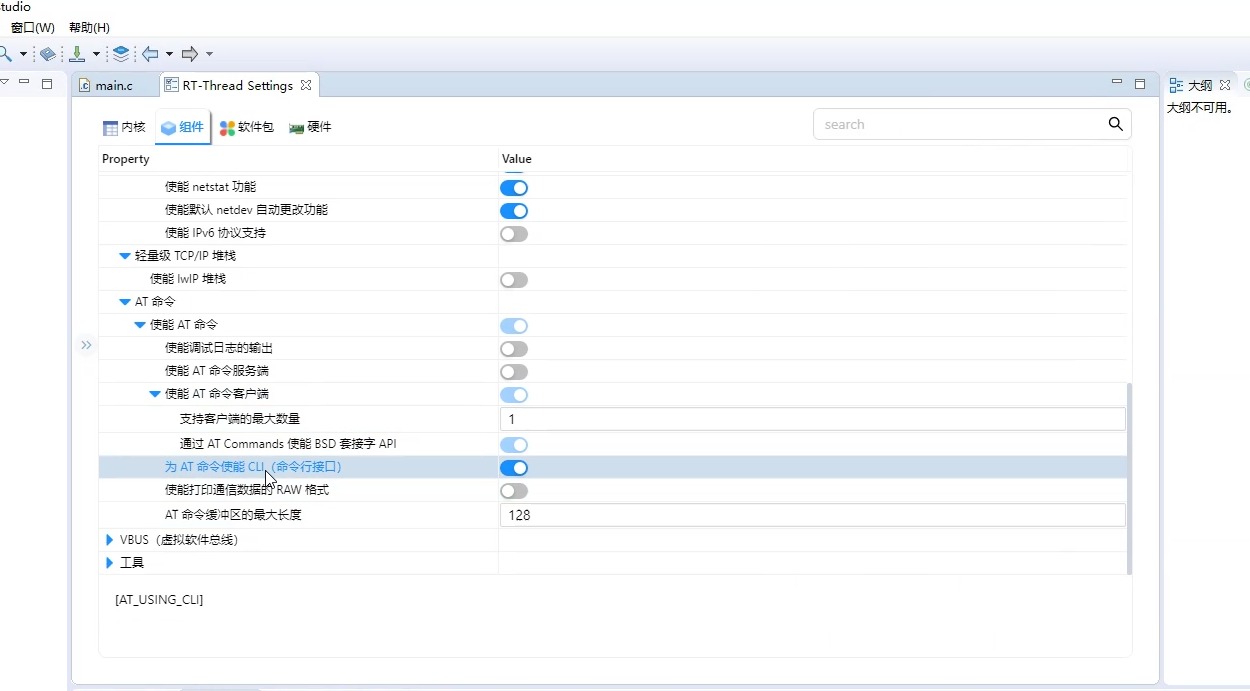 tudio
窗口(W) 帮助(H)
main.c RT-Thread Settings
大纲
大纲不可用。
内核 组件 软件包 硬件
search
Property Value
使能 netstat 功能
使能默认 netdev 自动更改功能
使能 IPv6 协议支持
轻量级 TCP/IP 堆栈
使能 lwIP 堆栈
AT 命令
使能 AT 命令
使能调试日志的输出
使能 AT 命令服务端
使能 AT 命令客户端
支持客户端的最大数量 1
通过 AT Commands 使能 BSD 套接字 API
为 AT 命令使能 CLI（命令行接口）
使能打印通信数据的 RAW 格式
AT 命令缓冲区的最大长度 128
VBUS（虚拟软件总线）
工具
[AT_USING_CLI]